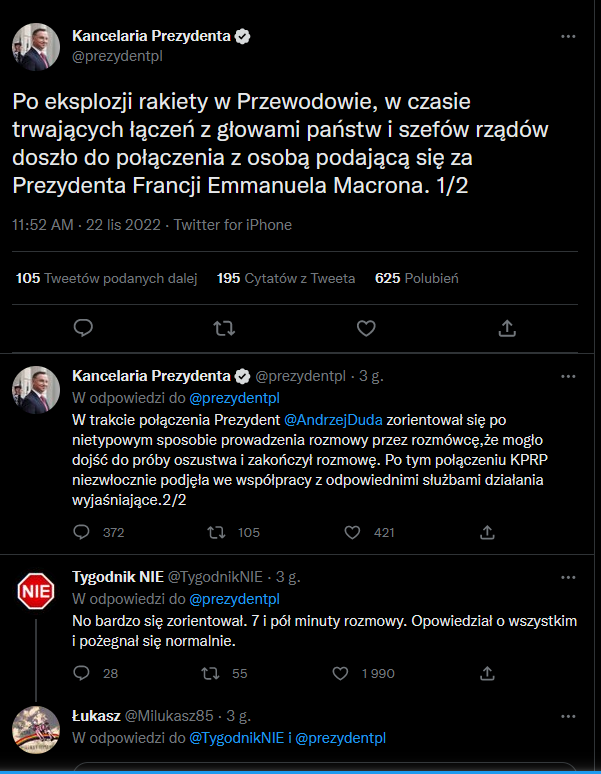 Kancelaria Prezydenta
@prezydentpl
Po eksplozji rakiety w Przewodowie, w czasie
trwających łączeń z głowami państw i szefów rządów
doszło do połączenia z osobą podającą się za
Prezydenta Francji Emmanuela Macrona. 1/2
11:52 AM · 22 lis 2022 · Twitter for iPhone
105 Tweetów podanych dalej 195 Cytatów z Tweeta 625 Polubień
Kancelaria Prezydenta @prezydentpl · 3 g.
W odpowiedzi do @prezydentpl
W trakcie połączenia Prezydent @AndrzejDuda zorientował się po
nietypowym sposobie prowadzenia rozmowy przez rozmówcę,że mogło
dojść do próby oszustwa i zakończył rozmowę. Po tym połączeniu KPRP
niezwłocznie podjęła we współpracy z odpowiednimi służbami działania
wyjaśniające.2/2
372 105 421
NIE
Tygodnik NIE @TygodnikNIE · 3 g.
W odpowiedzi do @prezydentpl
No bardzo się zorientował. 7 i pół minuty rozmowy. Opowiedział o wszystkim
i pożegnał się normalnie.
28 55 1 990
Łukasz @Milukasz85 · 3 g.
W odpowiedzi do @TygodnikNIE i @prezydentpl